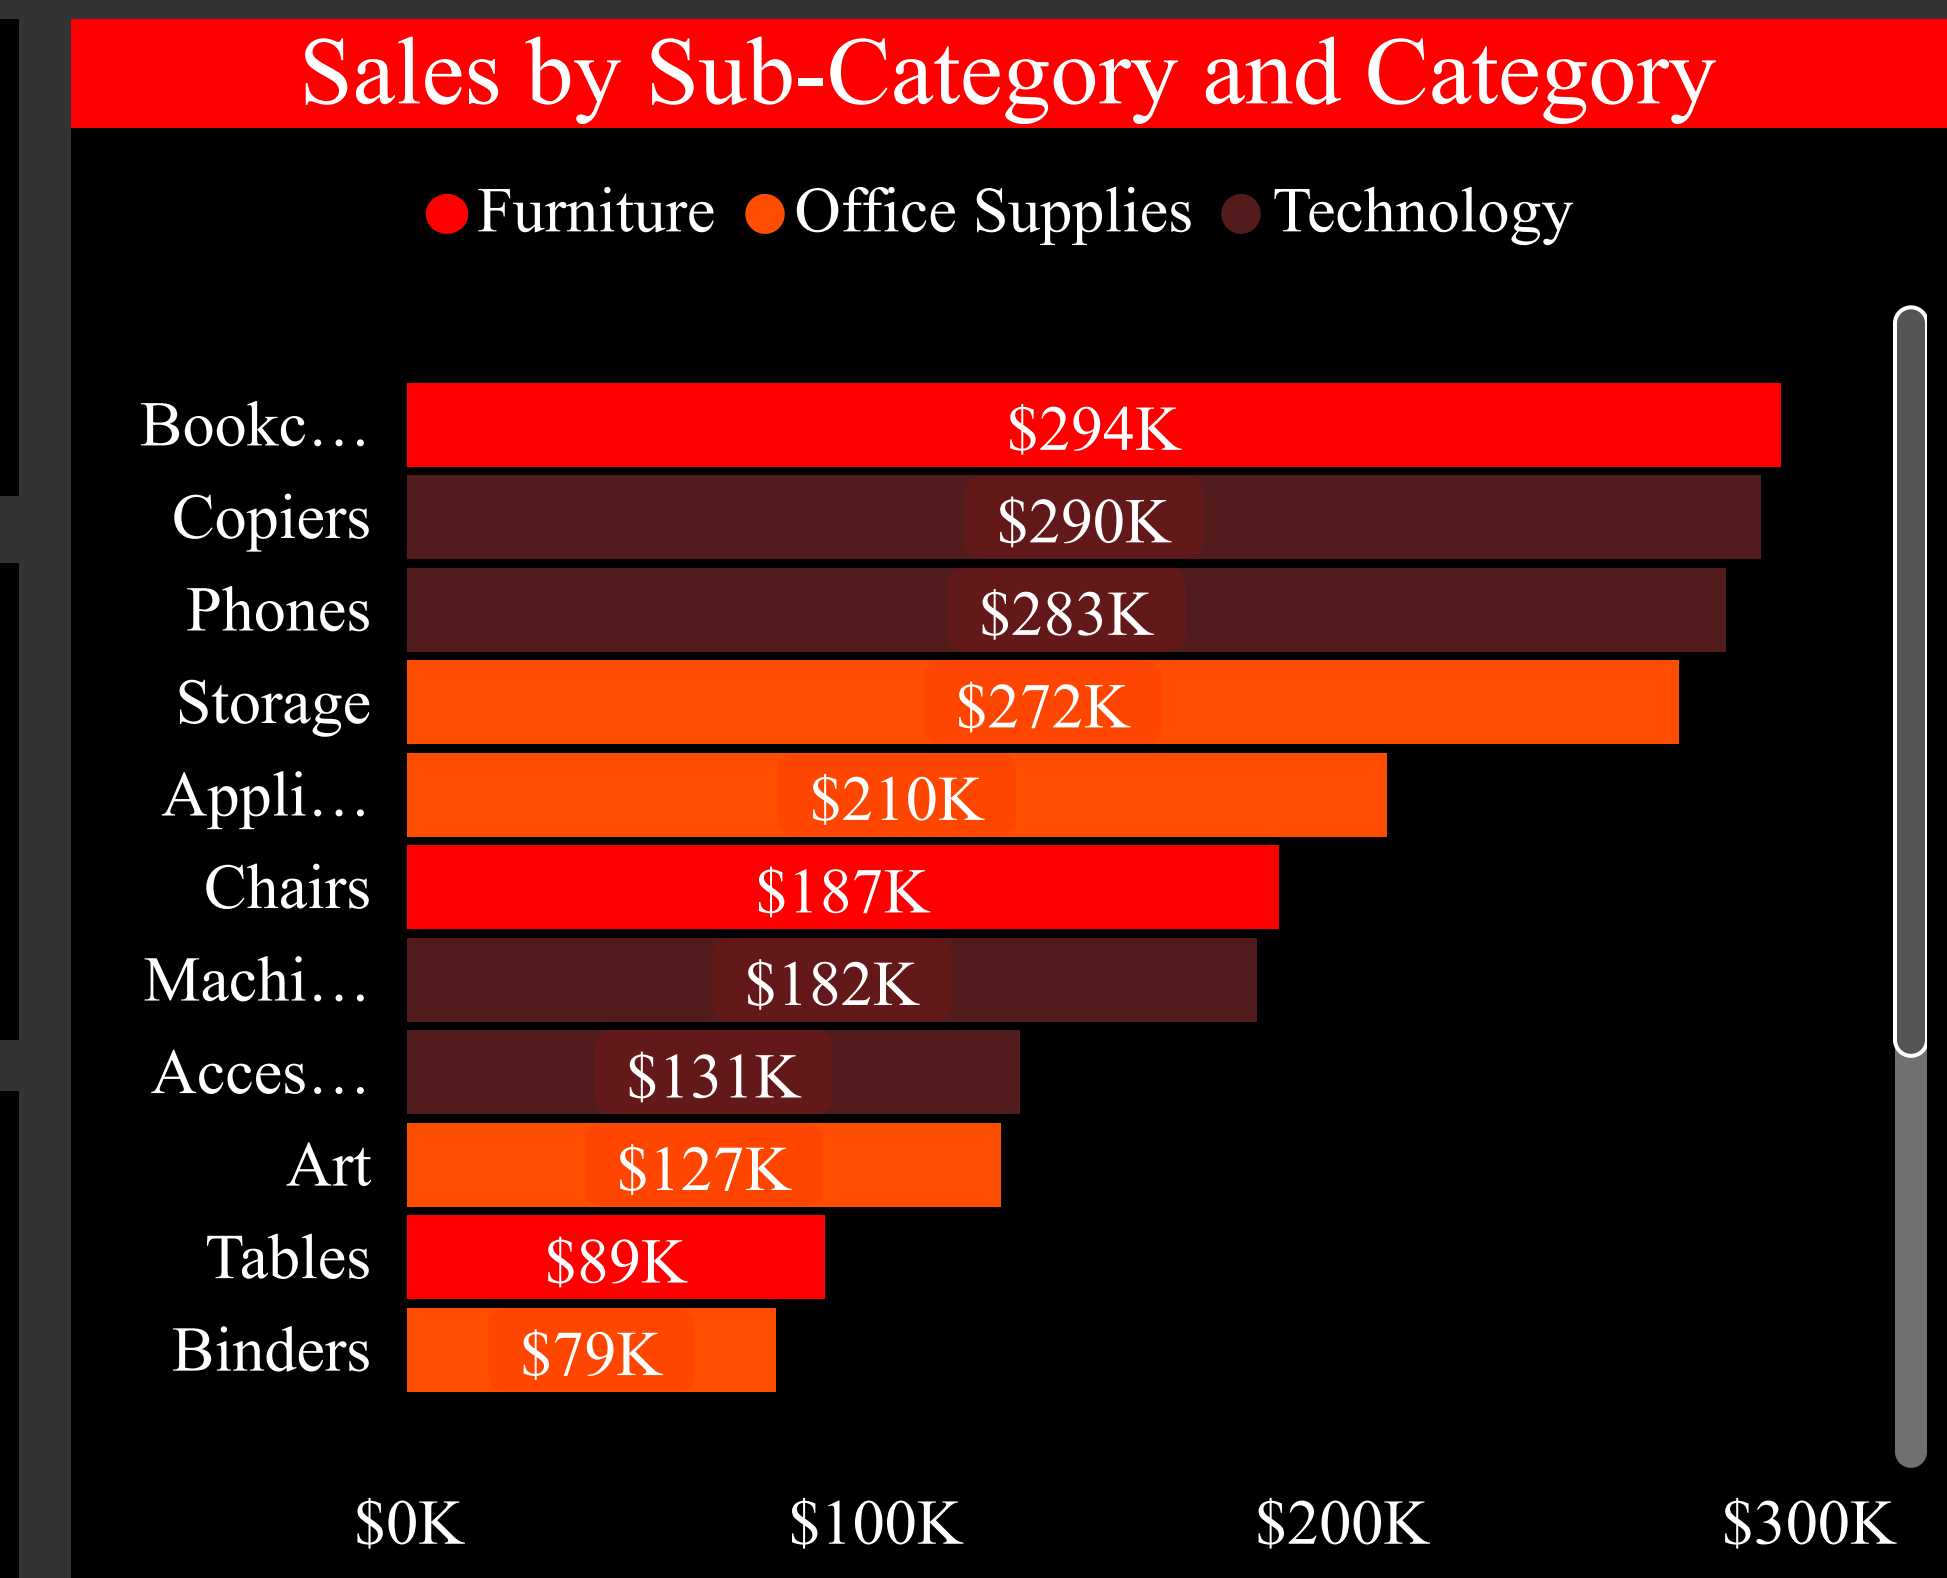 Sales by Sub-Category and Category
Furniture Office Supplies Technology
Bookc… $294K
Copiers $290K
Phones $283K
Storage $272K
Appli… $210K
Chairs $187K
Machi… $182K
Acces… $131K
Art $127K
Tables $89K
Binders $79K
$0K $100K $200K $300K